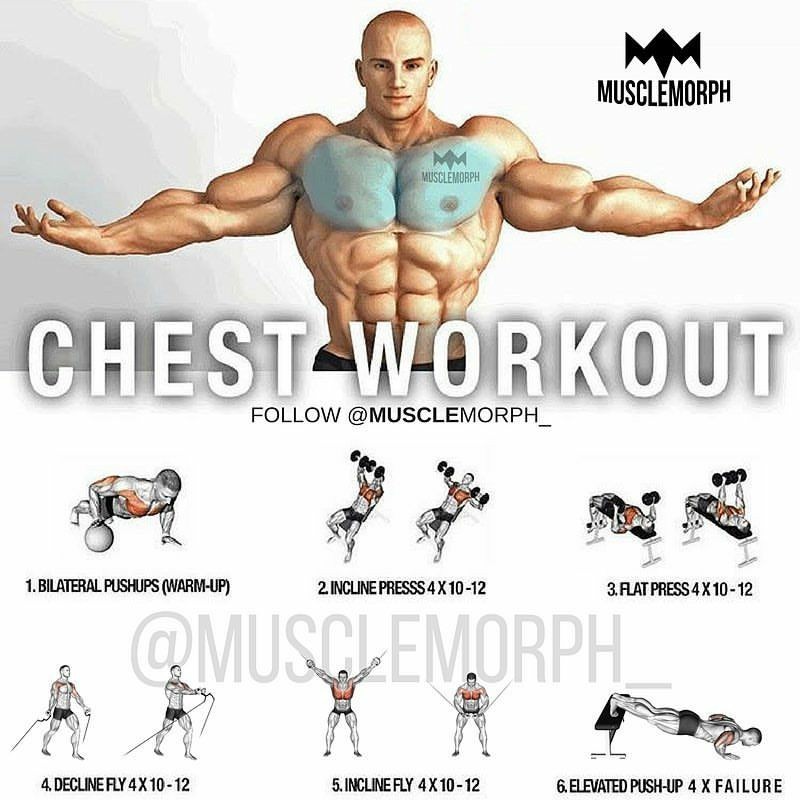 MUSCLEMORPH
MUSCLEMORPH
CHEST WORKOUT
FOLLOW @MUSCLEMORPH_
1. BILATERAL PUSHUPS (WARM-UP)
2. INCLINE PRESSS 4 X 10 -12
3. FLAT PRESS 4 X 10 - 12
@MUSCLEMORPH_
4. DECLINE FLY 4 X 10 - 12
5. INCLINE FLY 4 X 10 - 12
6. ELEVATED PUSH-UP 4 X FAILURE